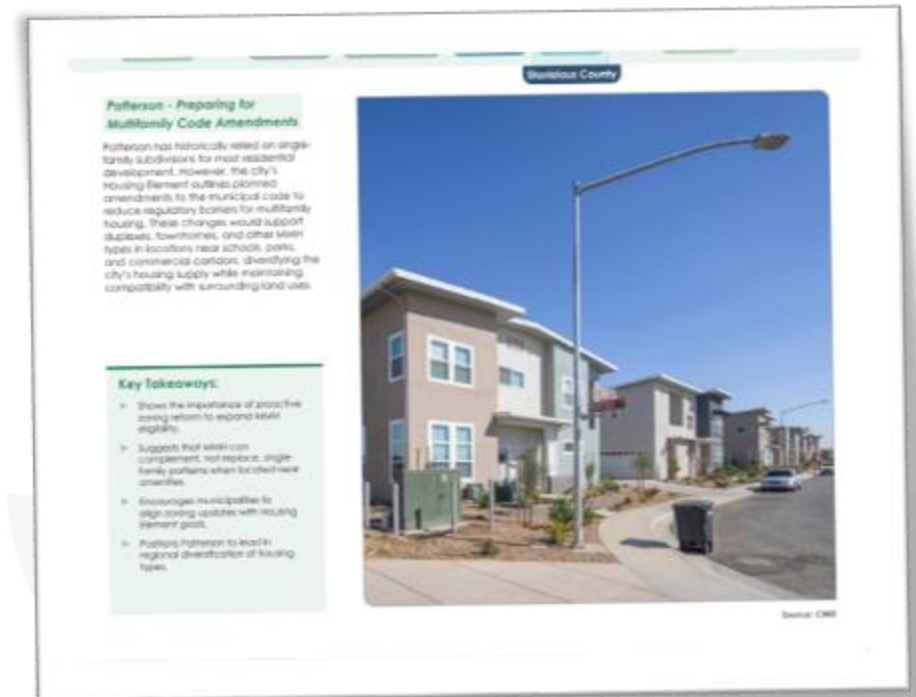 Stanislaus County
Patterson - Preparing for
Multifamily Code Amendments
Patterson has historically relied on single-
family subdivisions for most residential
development. However, the city's
Housing Element outlines planned
amendments to the municipal code to
reduce regulatory barriers for multifamily
housing. These changes would support
duplexes, townhomes, and other MMH
types in locations near schools, parks,
and commercial corridors, diversifying the
city's housing supply while maintaining
compatibility with surrounding land uses.
Key Takeaways:
Shows the importance of proactive
zoning reform to expand MMH
eligibility.
Suggests that MMH can
complement, not replace, single-
family patterns when located near
amenities.
Encourages municipalities to
align zoning updates with Housing
Element goals.
Positions Patterson to lead in
regional diversification of housing
types.
Source: